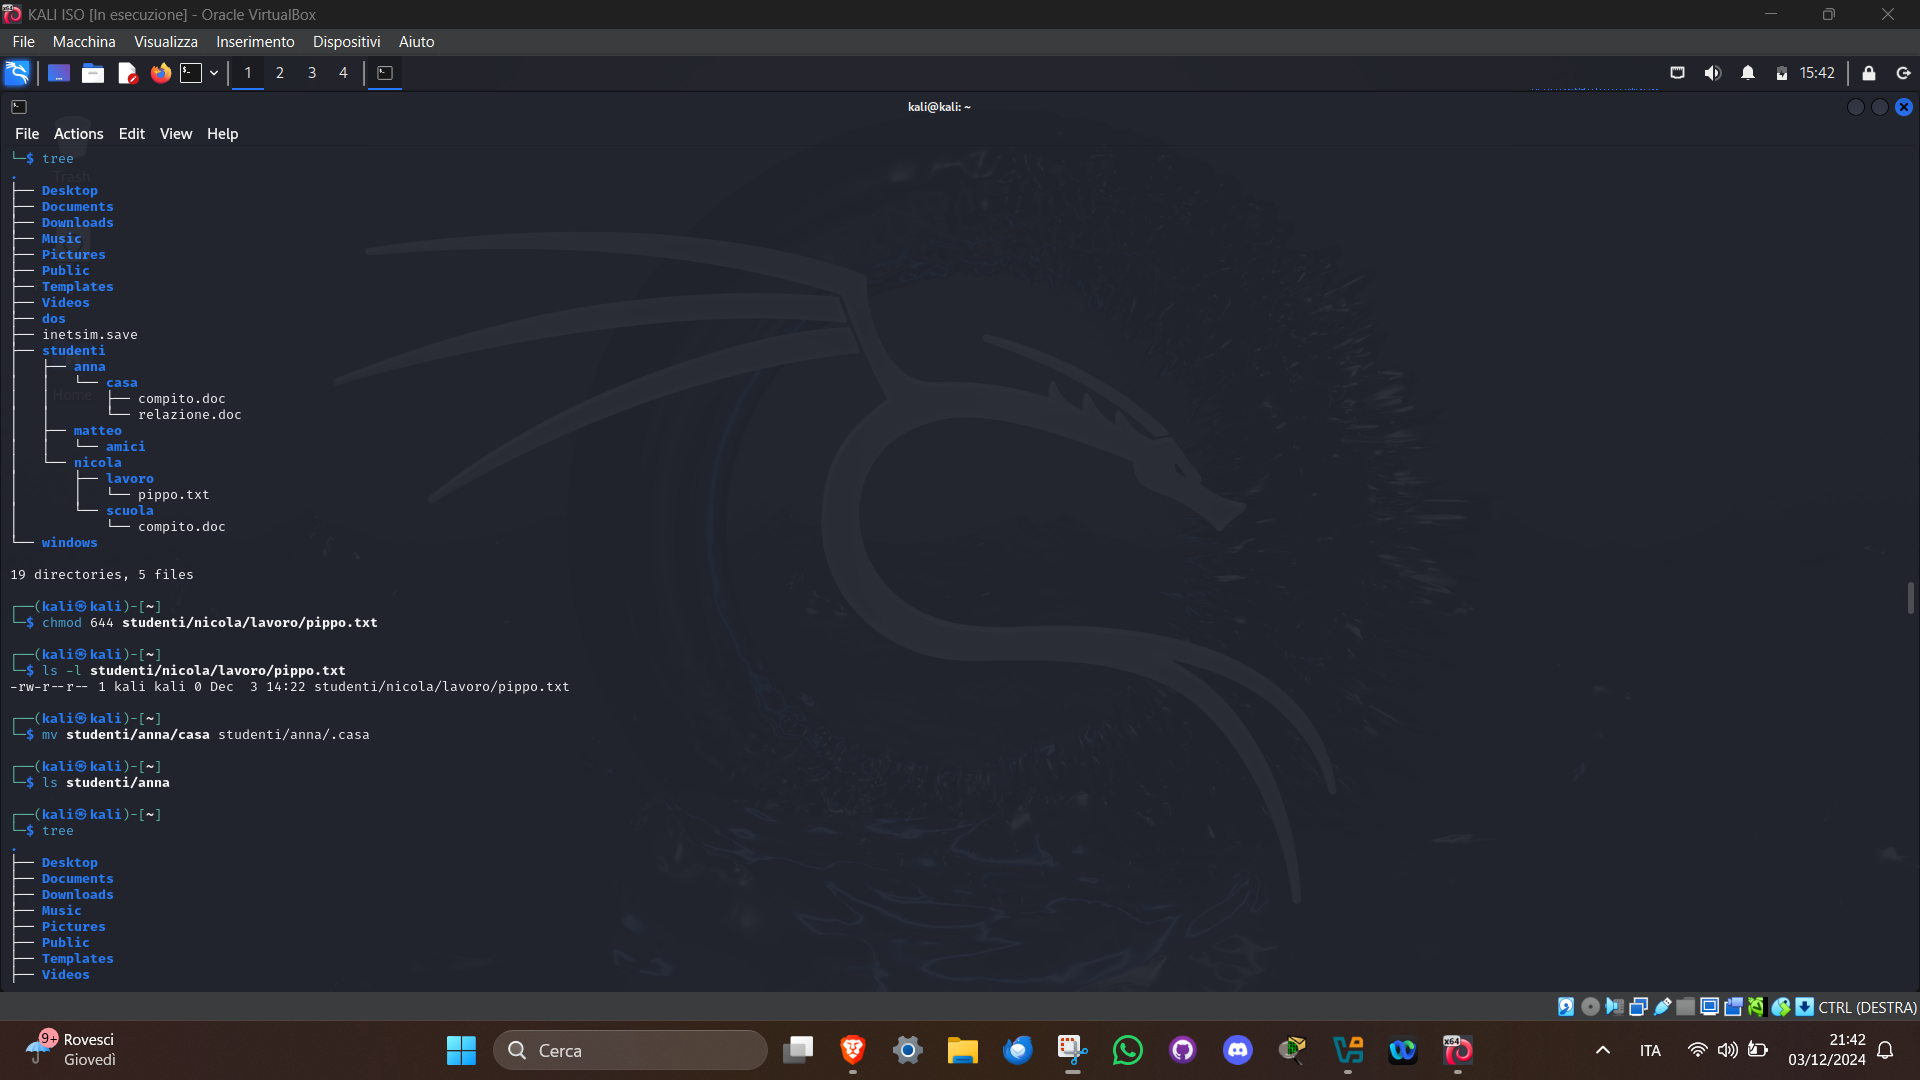 KALI ISO [In esecuzione] - Oracle VirtualBox
File Macchina Visualizza Inserimento Dispositivi Aiuto
1 2 3 4 15:42
kali@kali: ~
File Actions Edit View Help
└─$ tree
Trash
.
├── Desktop
├── Documents
├── Downloads
├── Music
├── Pictures
├── Public
├── Templates
├── Videos
├── dos
├── inetsim.save
├── studenti
│   ├── anna
│   │   └── casa
Home
│   │       ├── compito.doc
│   │       └── relazione.doc
│   ├── matteo
│   │   └── amici
│   └── nicola
│       ├── lavoro
│       │   └── pippo.txt
│       └── scuola
│           └── compito.doc
└── windows
19 directories, 5 files
┌──(kali㉿kali)-[~]
└─$ chmod 644 studenti/nicola/lavoro/pippo.txt
┌──(kali㉿kali)-[~]
└─$ ls -l studenti/nicola/lavoro/pippo.txt
-rw-r--r-- 1 kali kali 0 Dec  3 14:22 studenti/nicola/lavoro/pippo.txt
┌──(kali㉿kali)-[~]
└─$ mv studenti/anna/casa studenti/anna/.casa
┌──(kali㉿kali)-[~]
└─$ ls studenti/anna
┌──(kali㉿kali)-[~]
└─$ tree
.
├── Desktop
├── Documents
├── Downloads
├── Music
├── Pictures
├── Public
├── Templates
├── Videos
CTRL (DESTRA)
9+ Rovesci
Giovedì
Cerca
x64
ITA
21:42
03/12/2024